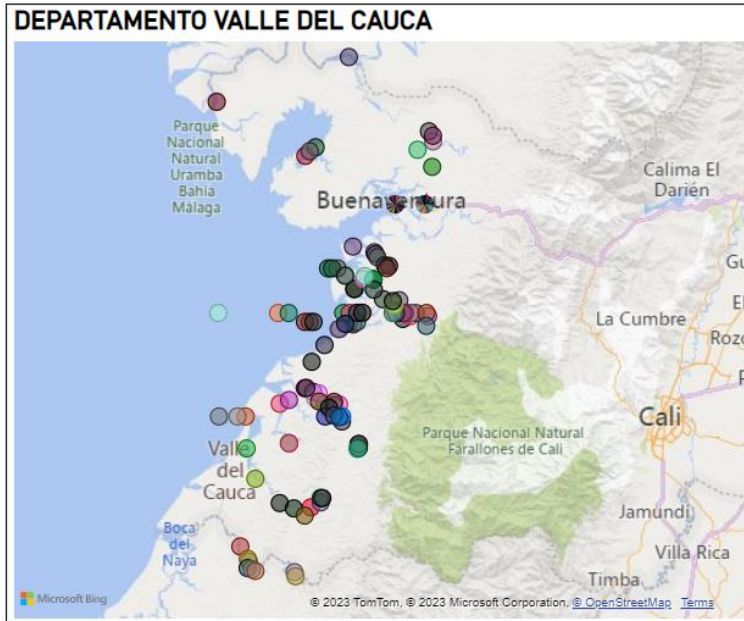 DEPARTAMENTO VALLE DEL CAUCA
Parque
Nacional
Natural
Uramba
Bahía
Málaga
Calima El
Darién
Buenaventura
La Cumbre
Cali
Parque Nacional Natural
Farallones de Cali
Valle
del
Cauca
Jamundí
Boca
del
Naya
Villa Rica
Timba
Microsoft Bing
© 2023 TomTom, © 2023 Microsoft Corporation, © OpenStreetMap Terms